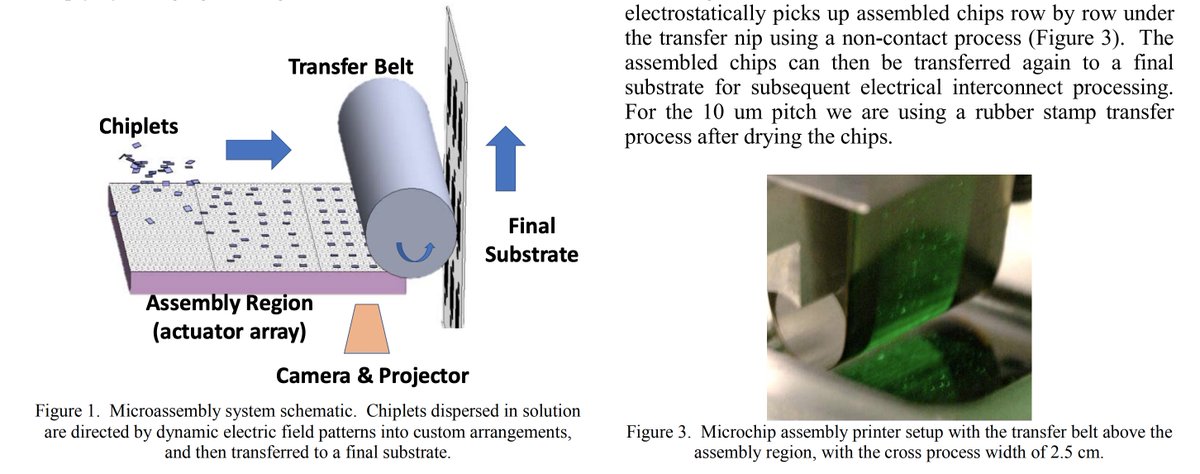 Transfer Belt
Chiplets
Final
Substrate
Assembly Region
(actuator array)
Camera & Projector
Figure 1. Microassembly system schematic. Chiplets dispersed in solution
are directed by dynamic electric field patterns into custom arrangements,
and then transferred to a final substrate.
electrostatically picks up assembled chips row by row under
the transfer nip using a non-contact process (Figure 3). The
assembled chips can then be transferred again to a final
substrate for subsequent electrical interconnect processing.
For the 10 um pitch we are using a rubber stamp transfer
process after drying the chips.
Figure 3. Microchip assembly printer setup with the transfer belt above the
assembly region, with the cross process width of 2.5 cm.